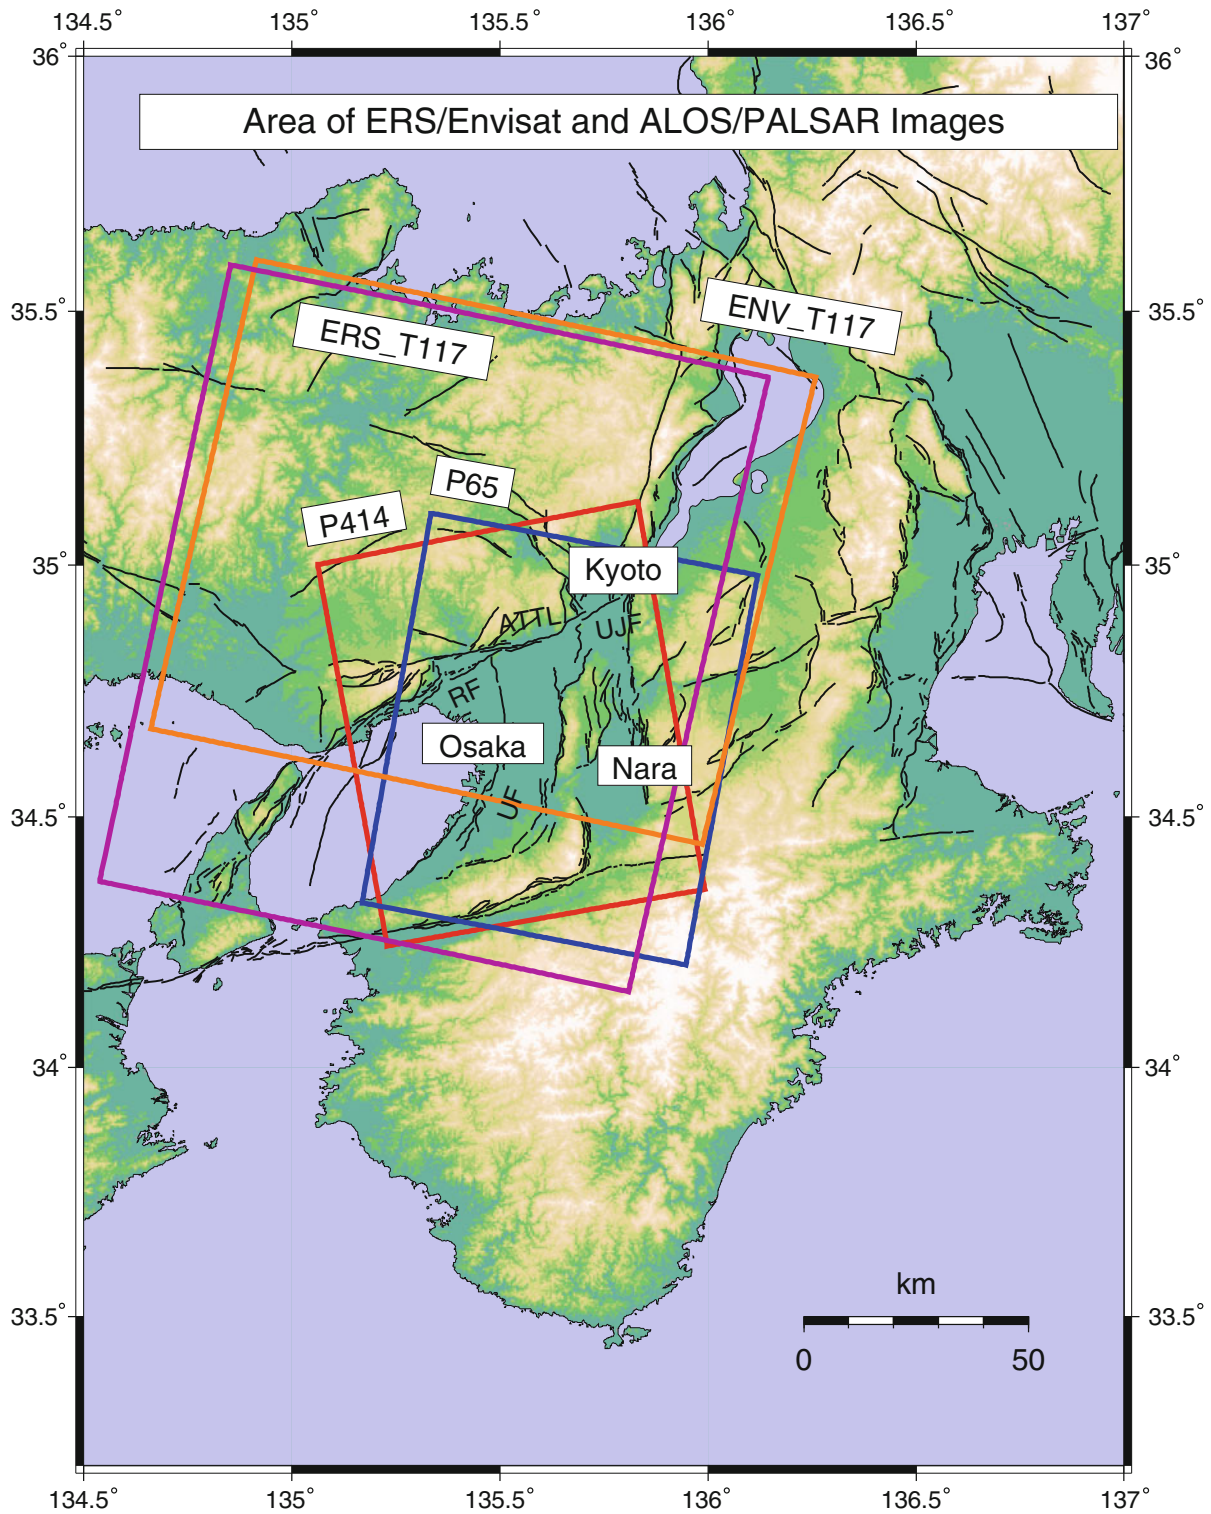 134.5˚ 135˚ 135.5˚ 136˚ 136.5˚ 137˚
36˚ 36˚
Area of ERS/Envisat and ALOS/PALSAR Images
35.5˚ 35.5˚
ENV_T117
ERS_T117
P65
P414
35˚ 35˚
Kyoto
ATTL
UJF
RF
Osaka
Nara
UF
34.5˚ 34.5˚
34˚ 34˚
km
33.5˚ 33.5˚
0 50
134.5˚ 135˚ 135.5˚ 136˚ 136.5˚ 137˚